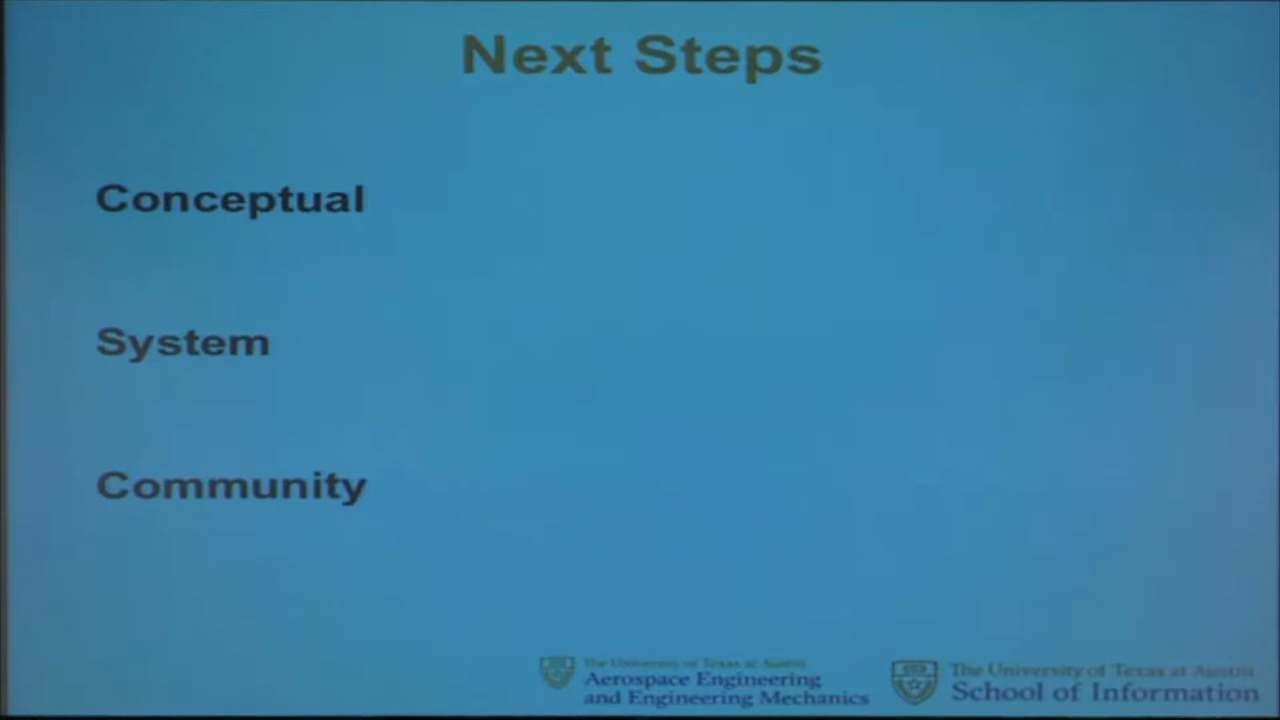 Next Steps
Conceptual
System
Community
The University of Texas at Austin
Aerospace Engineering
and Engineering Mechanics
The University of Texas at Austin
School of Information